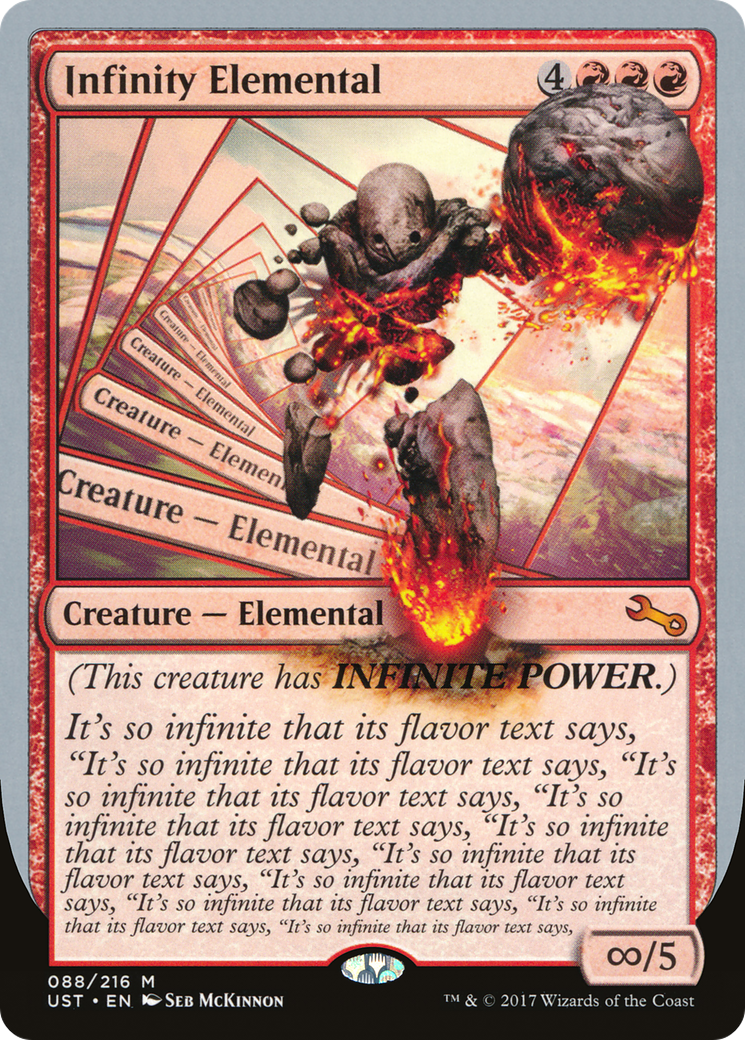 Infinity Elemental 4
Creature — Elemental
Creature — Elemental
Creature — Elemen
Creature — Elemental
Creature — Elemental
(This creature has INFINITE POWER.)
It's so infinite that its flavor text says,
“It's so infinite that its flavor text says, “It's
so infinite that its flavor text says, “It's so
infinite that its flavor text says, “It's so infinite
that its flavor text says, “It's so infinite that its
flavor text says, “It's so infinite that its flavor text
says, “It's so infinite that its flavor text says, “It's so infinite
that its flavor text says, “It's so infinite that its flavor text says,
∞/5
088/216 M
UST • EN Seb McKinnon
™ & © 2017 Wizards of the Coast